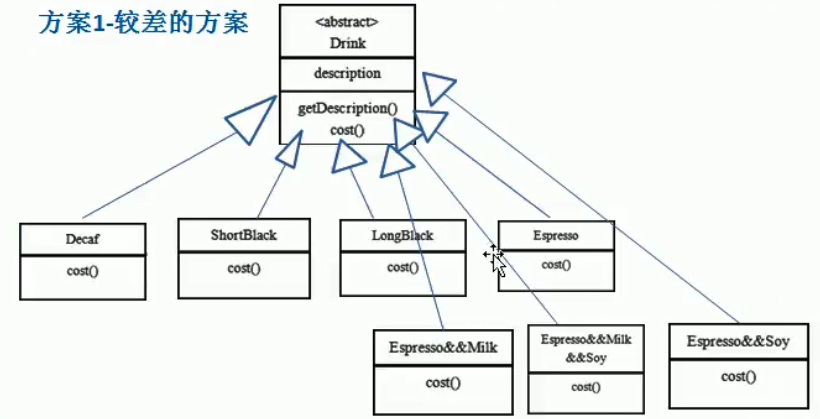 方案1-较差的方案
<abstract>
Drink
description
getDescription()
cost()
Decaf
cost()
ShortBlack
cost()
LongBlack
cost()
Espresso
cost()
Espresso&&Milk
cost()
Espresso&&Milk
&&Soy
cost()
Espresso&&Soy
cost()